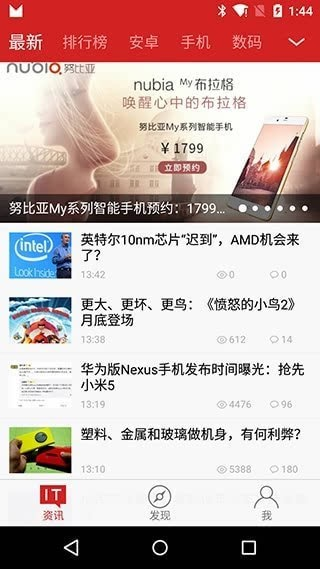 1:44
最新 排行榜 安卓 手机 数码
nubia 努比亚
nubia My 布拉格
唤醒心中的布拉格
努比亚My系列智能手机
￥1799
立即预约
努比亚My系列智能手机预约：1799...
英特尔10nm芯片“迟到”，AMD机会来
了？
13:42 0 0
更大、更坏、更鸟：《愤怒的小鸟2》
月底登场
13:38 612 14
华为版Nexus手机发布时间曝光：抢先
小米5
13:19 4476 96
塑料、金属和玻璃做机身，有何利弊？
13:10 5388 180
IT
资讯 发现 我
intel
Look Inside